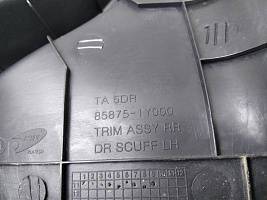 TA 5DR
85875-1Y000
TRIM ASSY RR
DR SCUFF LH
1 2 3 4 5 6 7 8 9 10 11 12